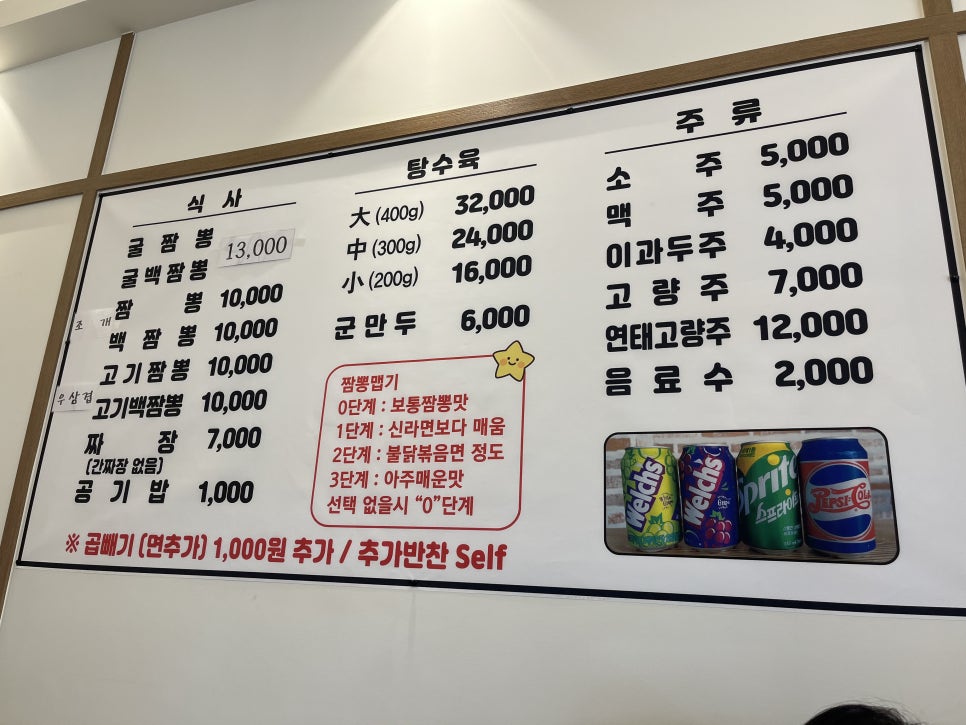 식 사
굴 짬 뽕
13,000
굴백짬뽕
조 개
짬 뽕 10,000
백 짬 뽕 10,000
고기짬뽕 10,000
우삼겹
고기백짬뽕 10,000
짜 장 7,000
(간짜장 없음)
공 기 밥 1,000
탕수육
大 (400g) 32,000
中 (300g) 24,000
小 (200g) 16,000
군 만 두 6,000
짬뽕맵기
0단계 : 보통짬뽕맛
1단계 : 신라면보다 매움
2단계 : 불닭볶음면 정도
3단계 : 아주매운맛
선택 없을시 "0"단계
주 류
소 주 5,000
맥 주 5,000
이과두주 4,000
고 량 주 7,000
연태고량주 12,000
음 료 수 2,000
Welchs
Welchs
Sprite
스프라이트
PEPSI-COLA
※ 곱빼기 (면추가) 1,000원 추가 / 추가반찬 Self